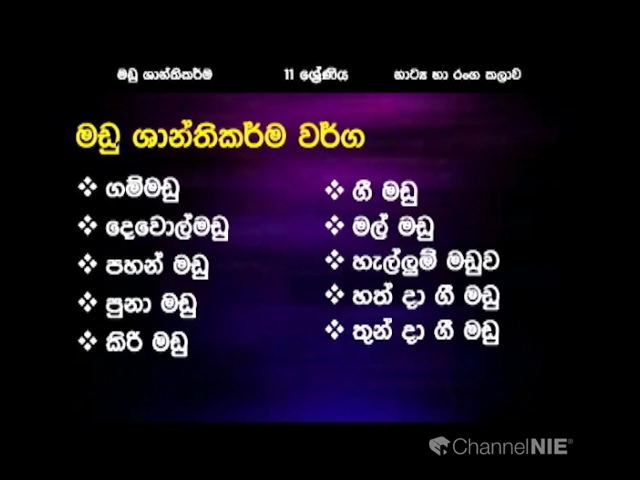 මඩු ශාන්තිකර්ම 11 ශ්‍රේණිය නාට්‍ය හා රංග කලාව
මඩු ශාන්තිකර්ම වර්ග
❖ ගම්මඩු
❖ දෙවොල්මඩු
❖ පහන් මඩු
❖ පුනා මඩු
❖ කිරි මඩු
❖ ගී මඩු
❖ මල් මඩු
❖ හැල්ලුම් මඩුව
❖ හත් දා ගී මඩු
❖ තුන් දා ගී මඩු
ChannelNIE